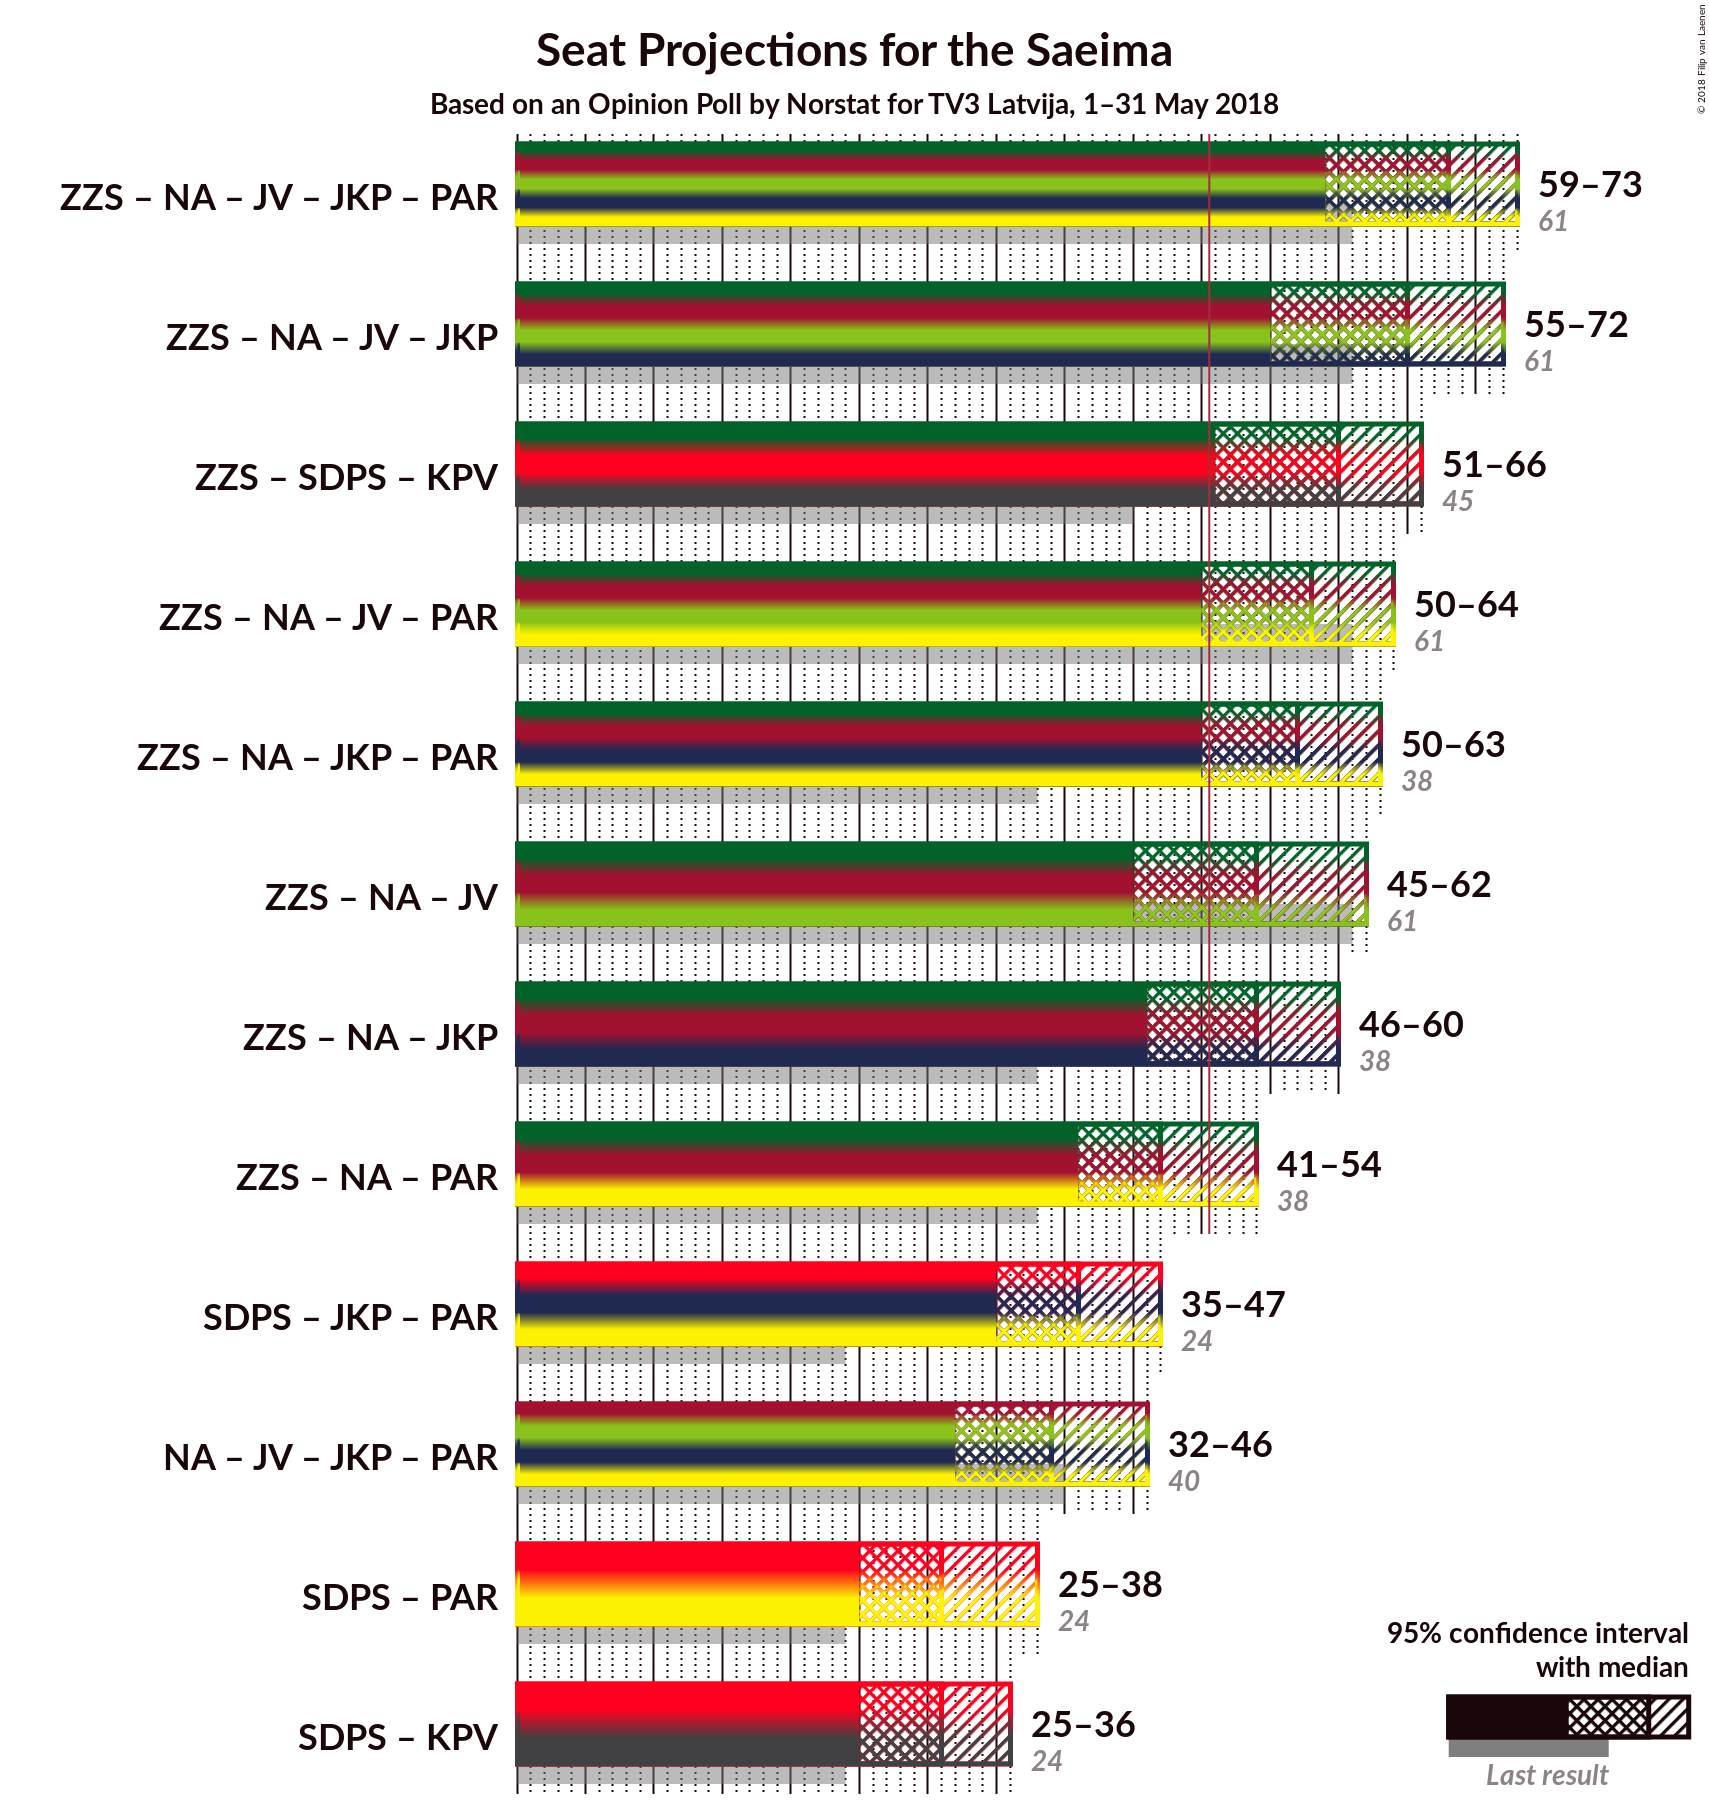 Seat Projections for the Saeima
Based on an Opinion Poll by Norstat for TV3 Latvija, 1–31 May 2018
© 2018 Filip van Laenen
ZZS – NA – JV – JKP – PAR
59–73
61
ZZS – NA – JV – JKP
55–72
61
ZZS – SDPS – KPV
51–66
45
ZZS – NA – JV – PAR
50–64
61
ZZS – NA – JKP – PAR
50–63
38
ZZS – NA – JV
45–62
61
ZZS – NA – JKP
46–60
38
ZZS – NA – PAR
41–54
38
SDPS – JKP – PAR
35–47
24
NA – JV – JKP – PAR
32–46
40
SDPS – PAR
25–38
24
SDPS – KPV
25–36
24
95% confidence interval
with median
Last result